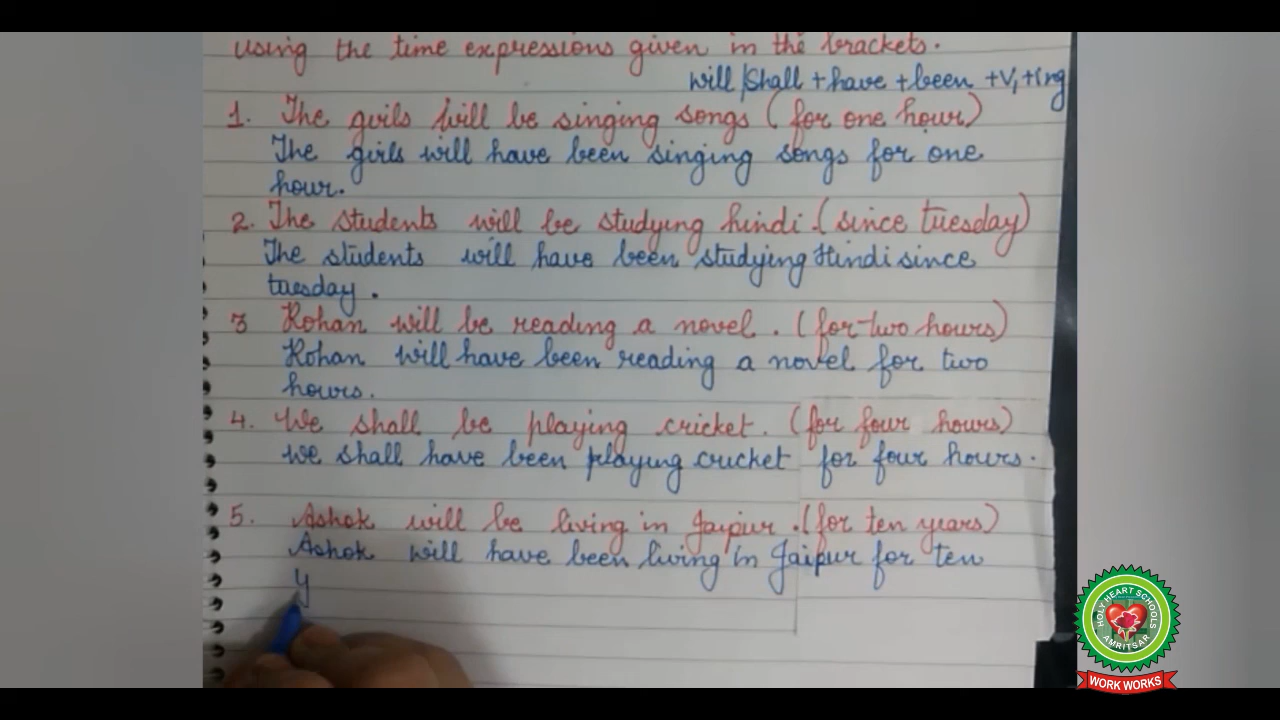 using the time expressions given in the brackets.
will/Shall + have + been + V1 + ing
1. The girls will be singing songs (for one hour)
The girls will have been singing songs for one
hour.
2. The students will be studying hindi. (since tuesday)
The students will have been studying Hindi since
tuesday.
3 Rohan will be reading a novel. (for two hours)
Rohan will have been reading a novel for two
hours.
4. We shall be playing cricket. (for four hours)
we shall have been playing cricket for four hours.
5. Ashok will be living in Jaipur. (for ten years)
Ashok will have been living in Jaipur for ten
y
HOLY HEART SCHOOLS
AMRITSAR
WORK WORKS